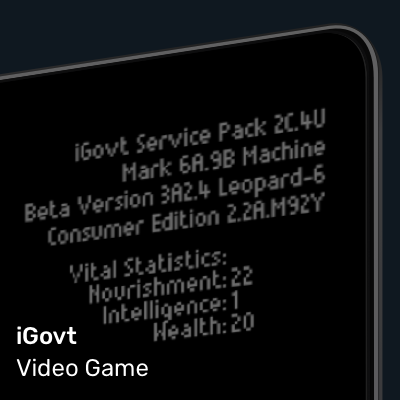 iGovt Service Pack 2C.4U
Mark 6A.9B Machine
Beta Version 3A2.4 Leopard-6
Consumer Edition 2.2A.M92Y
Vital Statistics:
Nourishment: 22
Intelligence: 1
Wealth: 20
iGovt
Video Game